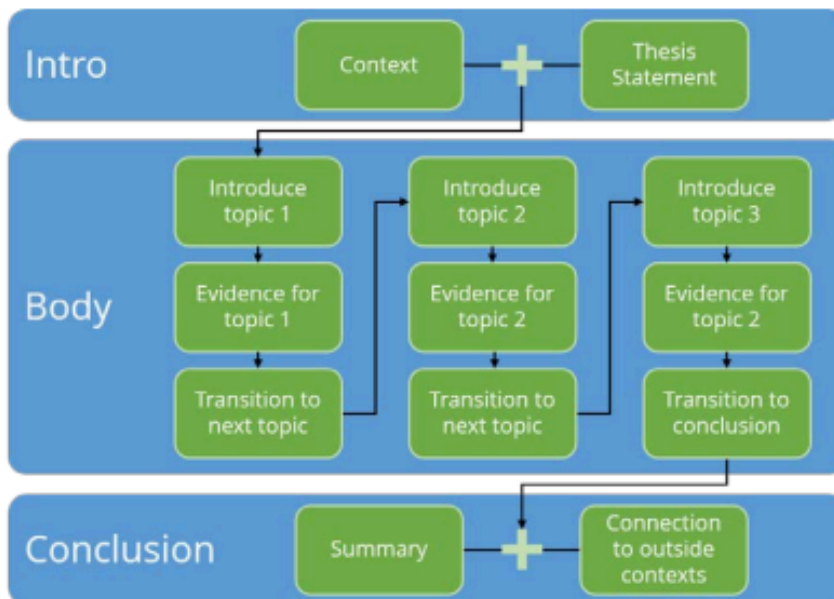 Intro
Context
Thesis
Statement
Body
Introduce
topic 1
Introduce
topic 2
Introduce
topic 3
Evidence for
topic 1
Evidence for
topic 2
Evidence for
topic 2
Transition to
next topic
Transition to
next topic
Transition to
conclusion
Conclusion
Summary
Connection
to outside
contexts